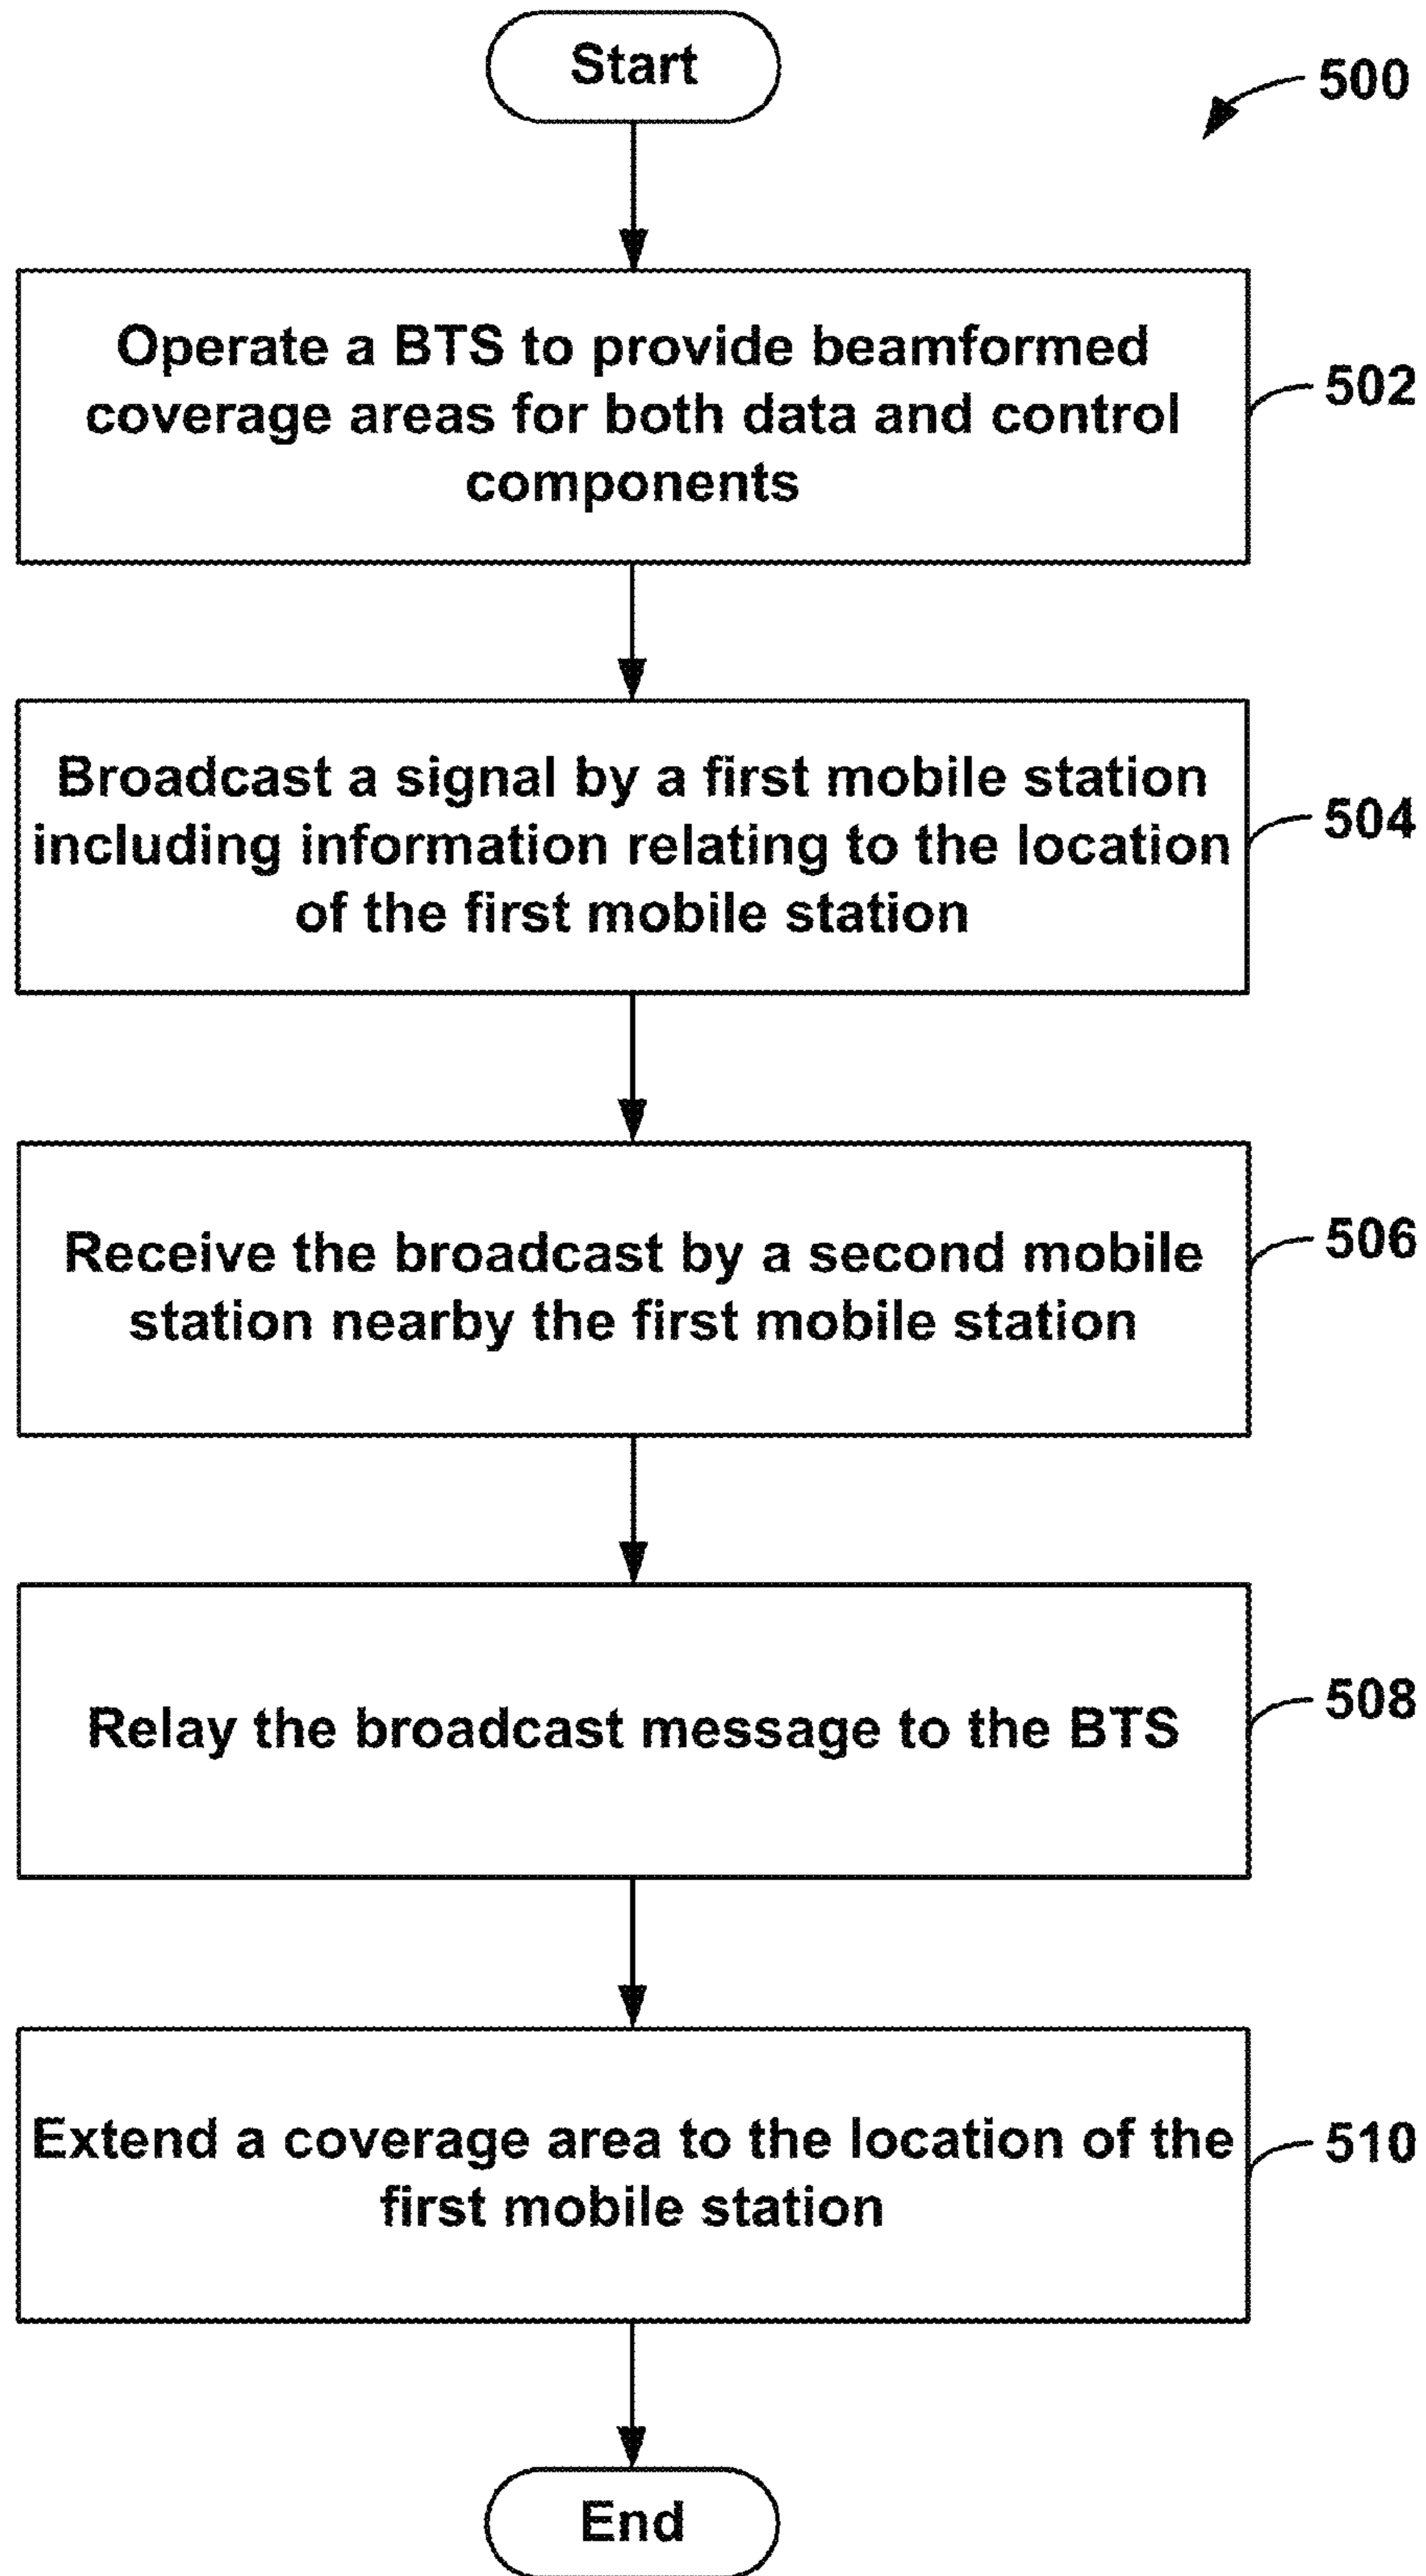 Start
500
Operate a BTS to provide beamformed
coverage areas for both data and control
components
502
Broadcast a signal by a first mobile station
including information relating to the location
of the first mobile station
504
Receive the broadcast by a second mobile
station nearby the first mobile station
506
Relay the broadcast message to the BTS
508
Extend a coverage area to the location of the
first mobile station
510
End